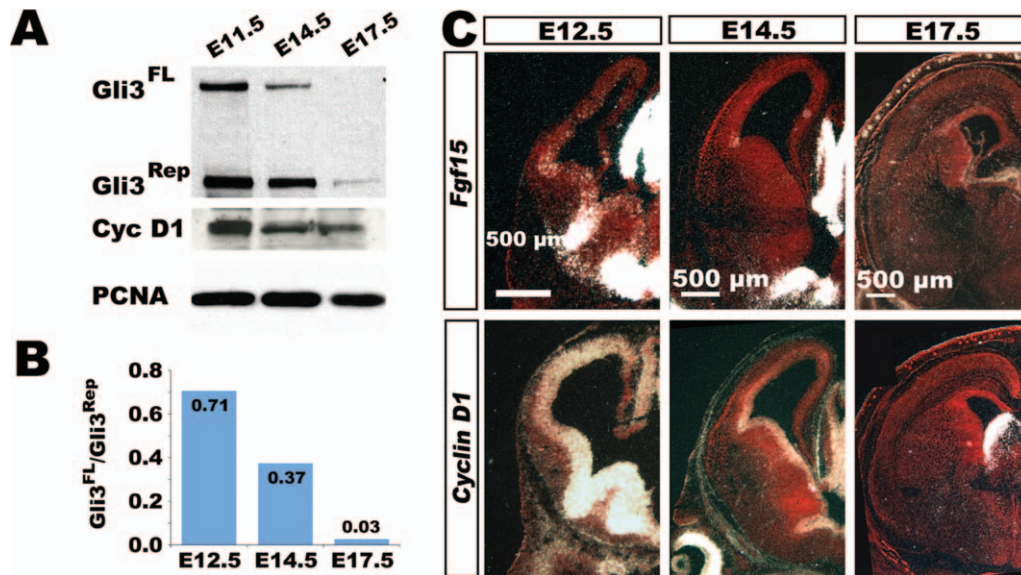 A
E11.5 E14.5 E17.5
Gli3FL
Gli3Rep
Cyc D1
PCNA
B
Gli3FL/Gli3Rep
0.8
0.6
0.4
0.2
0.0
0.71
0.37
0.03
E12.5 E14.5 E17.5
C
E12.5 E14.5 E17.5
Fgf15
500 µm
500 µm
500 µm
Cyclin D1